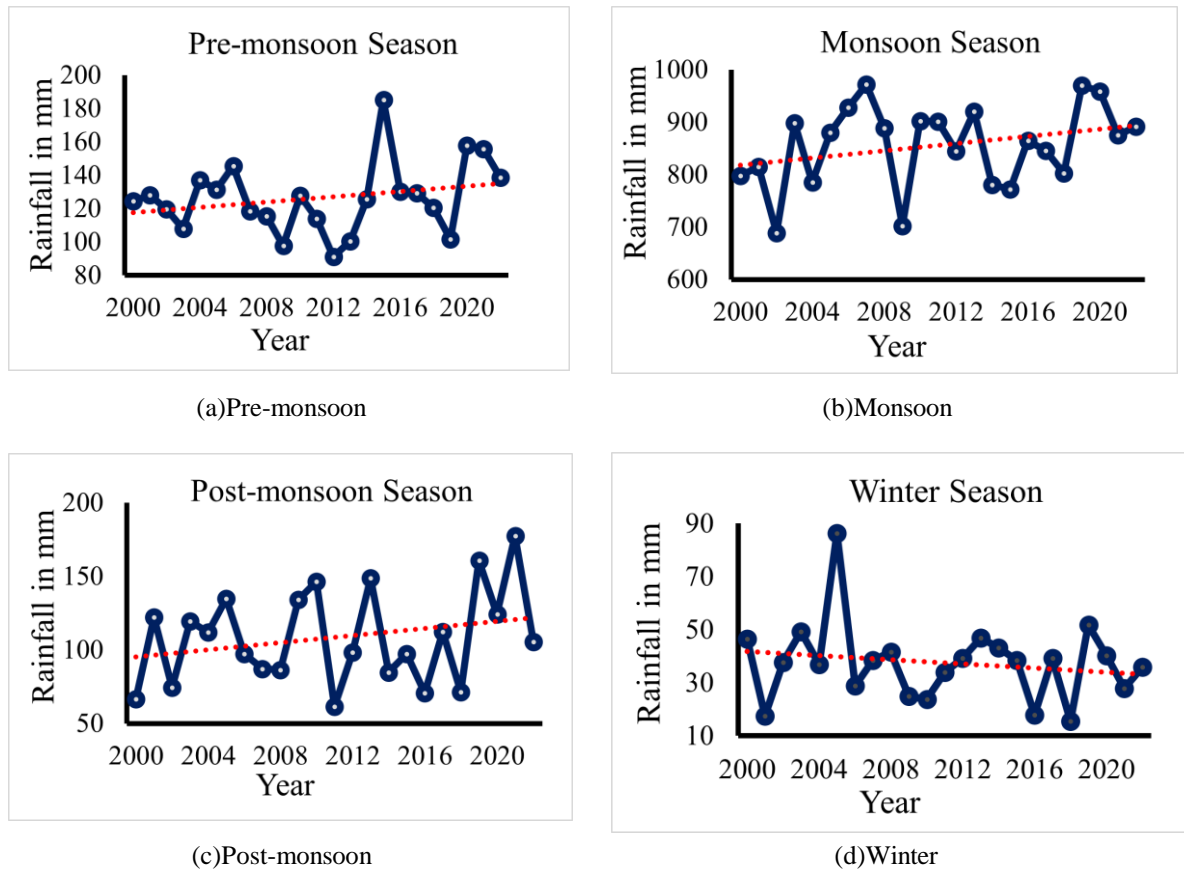 Pre-monsoon Season
Rainfall in mm
200
180
160
140
120
100
80
2000 2004 2008 2012 2016 2020
Year
(a)Pre-monsoon
Monsoon Season
Rainfall in mm
1000
900
800
700
600
2000 2004 2008 2012 2016 2020
Year
(b)Monsoon
Post-monsoon Season
Rainfall in mm
200
150
100
50
2000 2004 2008 2012 2016 2020
Year
(c)Post-monsoon
Winter Season
Rainfall in mm
90
70
50
30
10
2000 2004 2008 2012 2016 2020
Year
(d)Winter